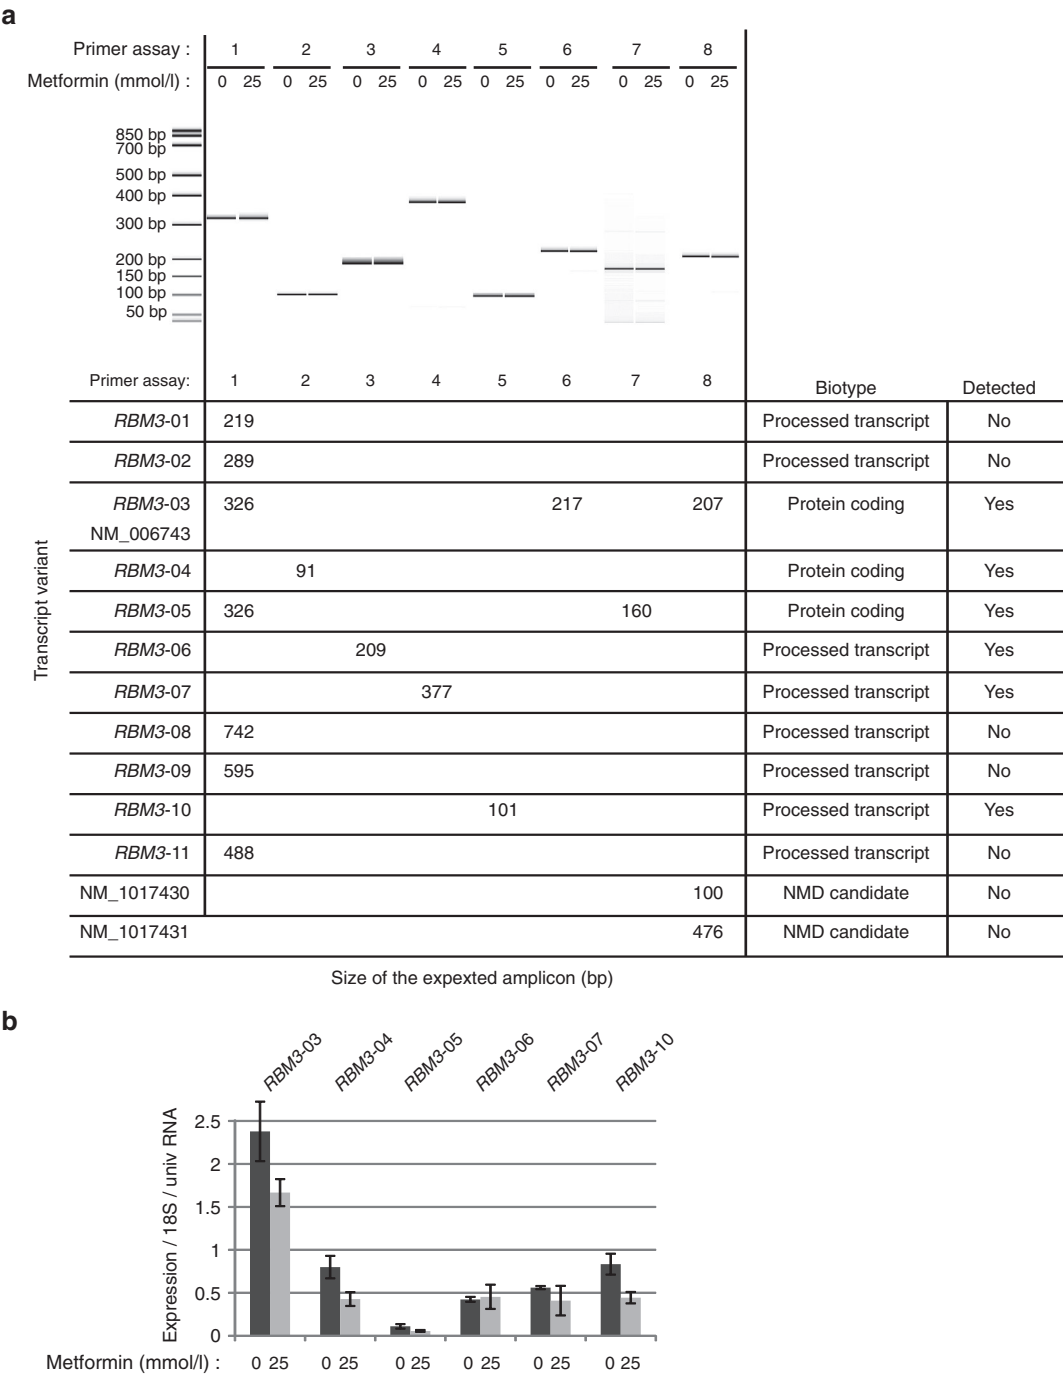 a
Primer assay : 1 2 3 4 5 6 7 8
Metformin (mmol/l) : 0 25 0 25 0 25 0 25 0 25 0 25 0 25 0 25
850 bp
700 bp
500 bp
400 bp
300 bp
200 bp
150 bp
100 bp
50 bp
Primer assay: 1 2 3 4 5 6 7 8 Biotype Detected
Transcript variant
RBM3-01 219 Processed transcript No
RBM3-02 289 Processed transcript No
RBM3-03 326 217 207 Protein coding Yes
NM_006743
RBM3-04 91 Protein coding Yes
RBM3-05 326 160 Protein coding Yes
RBM3-06 209 Processed transcript Yes
RBM3-07 377 Processed transcript Yes
RBM3-08 742 Processed transcript No
RBM3-09 595 Processed transcript No
RBM3-10 101 Processed transcript Yes
RBM3-11 488 Processed transcript No
NM_1017430 100 NMD candidate No
NM_1017431 476 NMD candidate No
Size of the expexted amplicon (bp)
b
RBM3-03 RBM3-04 RBM3-05 RBM3-06 RBM3-07 RBM3-10
Expression / 18S / univ RNA
2.5
2
1.5
1
0.5
0
Metformin (mmol/l) : 0 25 0 25 0 25 0 25 0 25 0 25